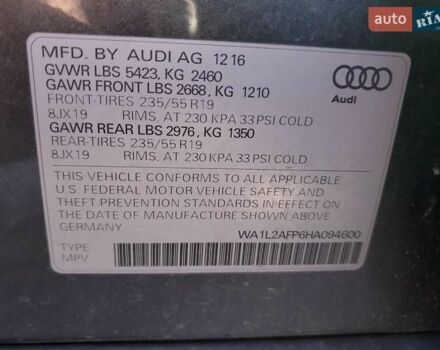 auto
RIA
MFD. BY AUDI AG 12 16
GVWR LBS 5423, KG 2460
GAWR FRONT LBS 2668, KG 1210
FRONT-TIRES 235/55 R19
8JX19 RIMS, AT 230 KPA 33 PSI COLD
GAWR REAR LBS 2976, KG 1350
REAR-TIRES 235/55 R19
8JX19 RIMS, AT 230 KPA 33 PSI COLD
Audi
THIS VEHICLE CONFORMS TO ALL APPLICABLE
U.S. FEDERAL MOTOR VEHICLE SAFETY AND
THEFT PREVENTION STANDARDS IN EFFECT ON
THE DATE OF MANUFACTURE SHOWN ABOVE.
GERMANY
WA1L2AFP6HA094600
TYPE
MPV